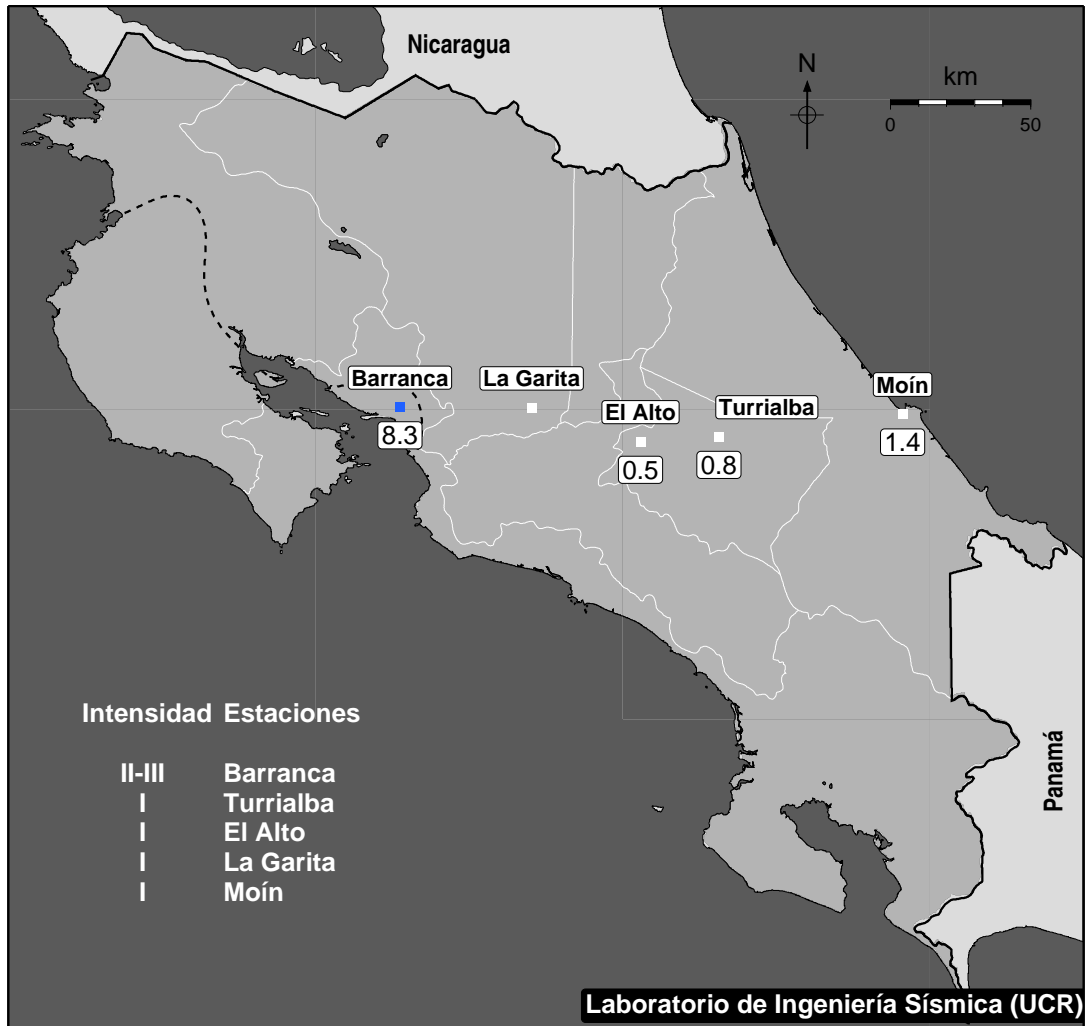 Nicaragua
N
km
0 50
Barranca
La Garita
Moín
El Alto
Turrialba
8.3
0.5
0.8
1.4
Intensidad Estaciones
II-III Barranca
I Turrialba
I El Alto
I La Garita
I Moín
Panamá
Laboratorio de Ingeniería Sísmica (UCR)